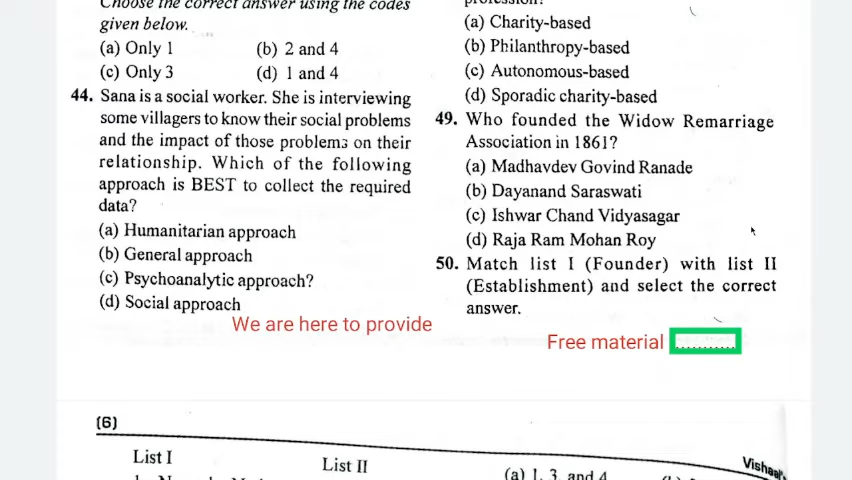 Choose the correct answer using the codes
given below.
(a) Only 1 (b) 2 and 4
(c) Only 3 (d) 1 and 4
44. Sana is a social worker. She is interviewing
some villagers to know their social problems
and the impact of those problems on their
relationship. Which of the following
approach is BEST to collect the required
data?
(a) Humanitarian approach
(b) General approach
(c) Psychoanalytic approach?
(d) Social approach
We are here to provide
profession?
(a) Charity-based
(b) Philanthropy-based
(c) Autonomous-based
(d) Sporadic charity-based
49. Who founded the Widow Remarriage
Association in 1861?
(a) Madhavdev Govind Ranade
(b) Dayanand Saraswati
(c) Ishwar Chand Vidyasagar
(d) Raja Ram Mohan Roy
50. Match list I (Founder) with list II
(Establishment) and select the correct
answer.
Free material ............
(6)
Vishaal's
List I List II
(a) 1, 3, and 4